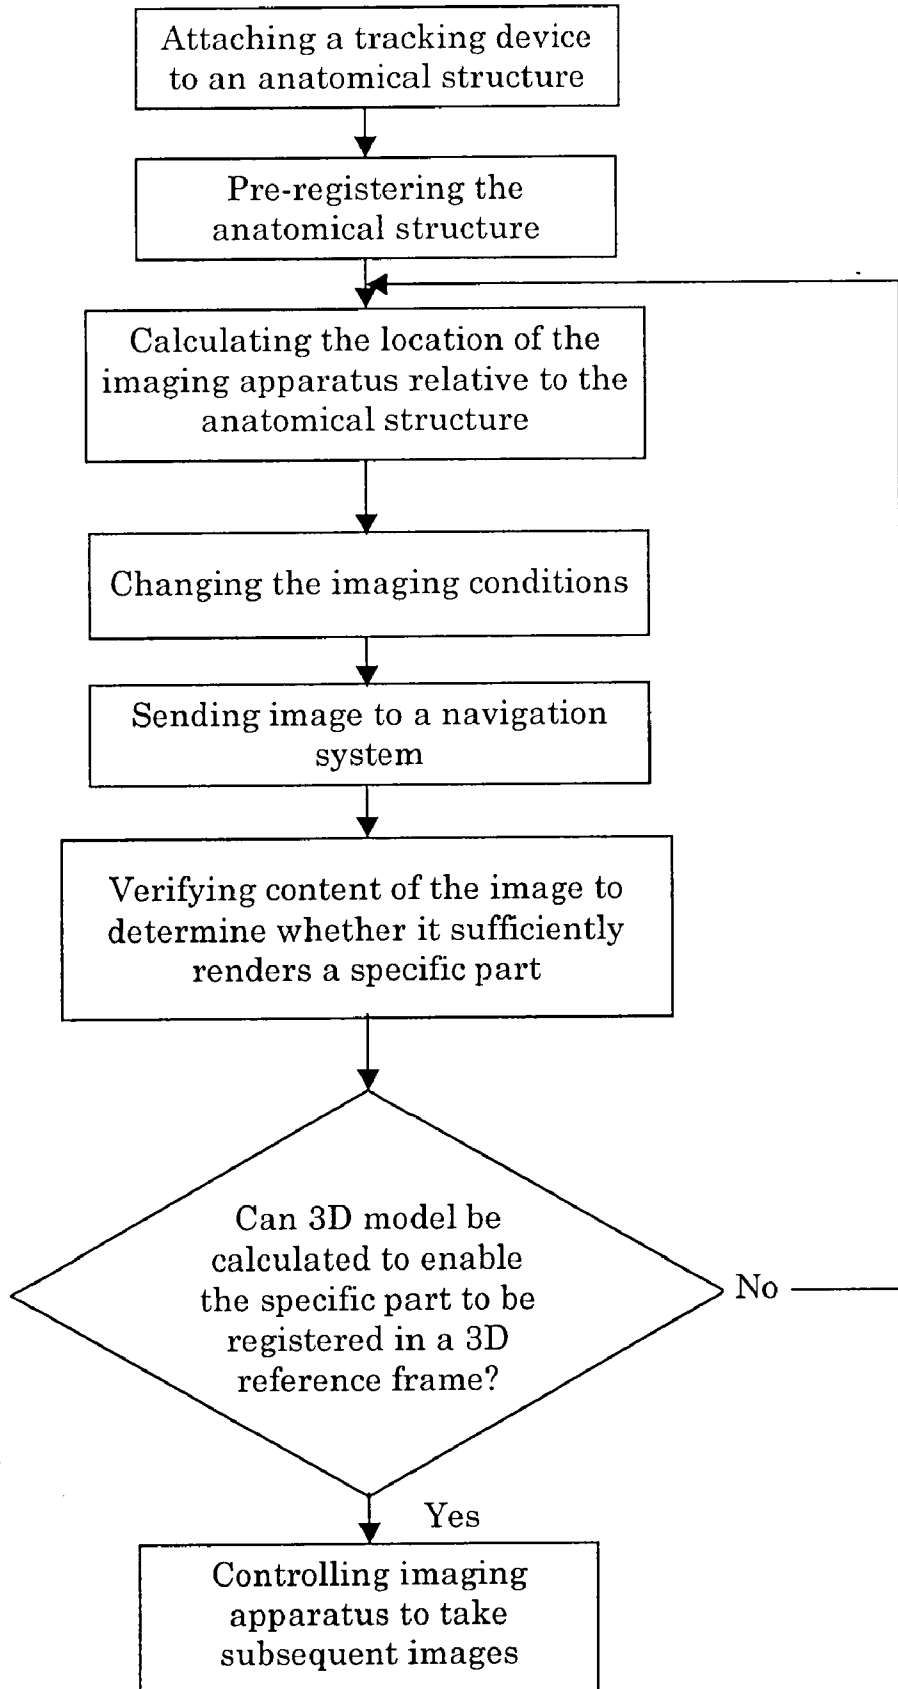 Attaching a tracking device
to an anatomical structure
Pre-registering the
anatomical structure
Calculating the location of the
imaging apparatus relative to the
anatomical structure
Changing the imaging conditions
Sending image to a navigation
system
Verifying content of the image to
determine whether it sufficiently
renders a specific part
Can 3D model be
calculated to enable
the specific part to be
registered in a 3D
reference frame?
No
Yes
Controlling imaging
apparatus to take
subsequent images